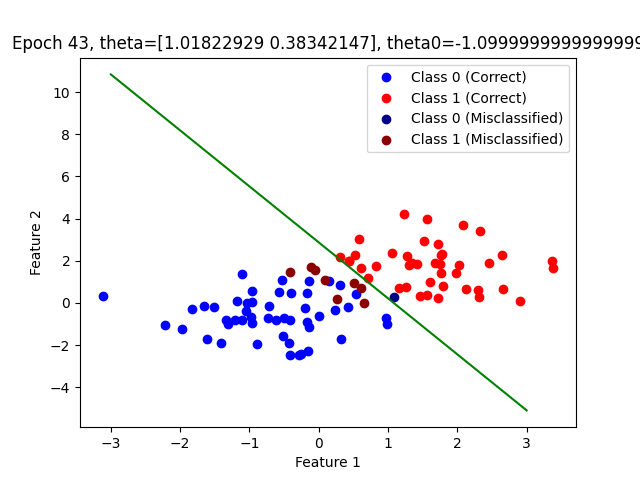 Epoch 43, theta=[1.01822929 0.38342147], theta0=-1.0999999999999999
Class 0 (Correct)
Class 1 (Correct)
Class 0 (Misclassified)
Class 1 (Misclassified)
10
8
6
4
2
0
−2
−4
Feature 2
−3
−2
−1
0
1
2
3
Feature 1